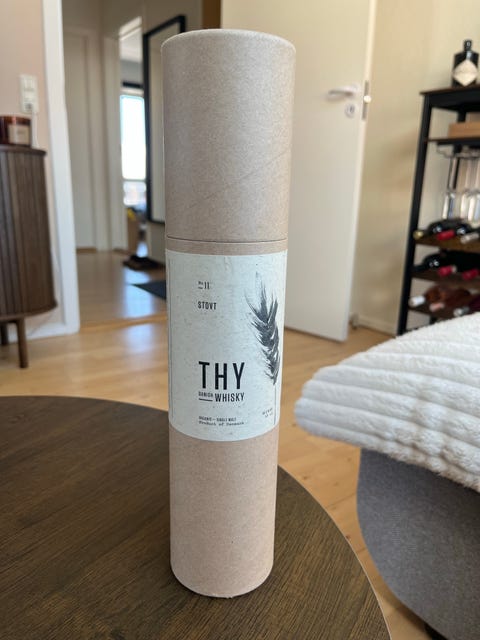 No 11
STOVT
THY
DANISH WHISKY
ORGANIC — SINGLE MALT
Product of Denmark